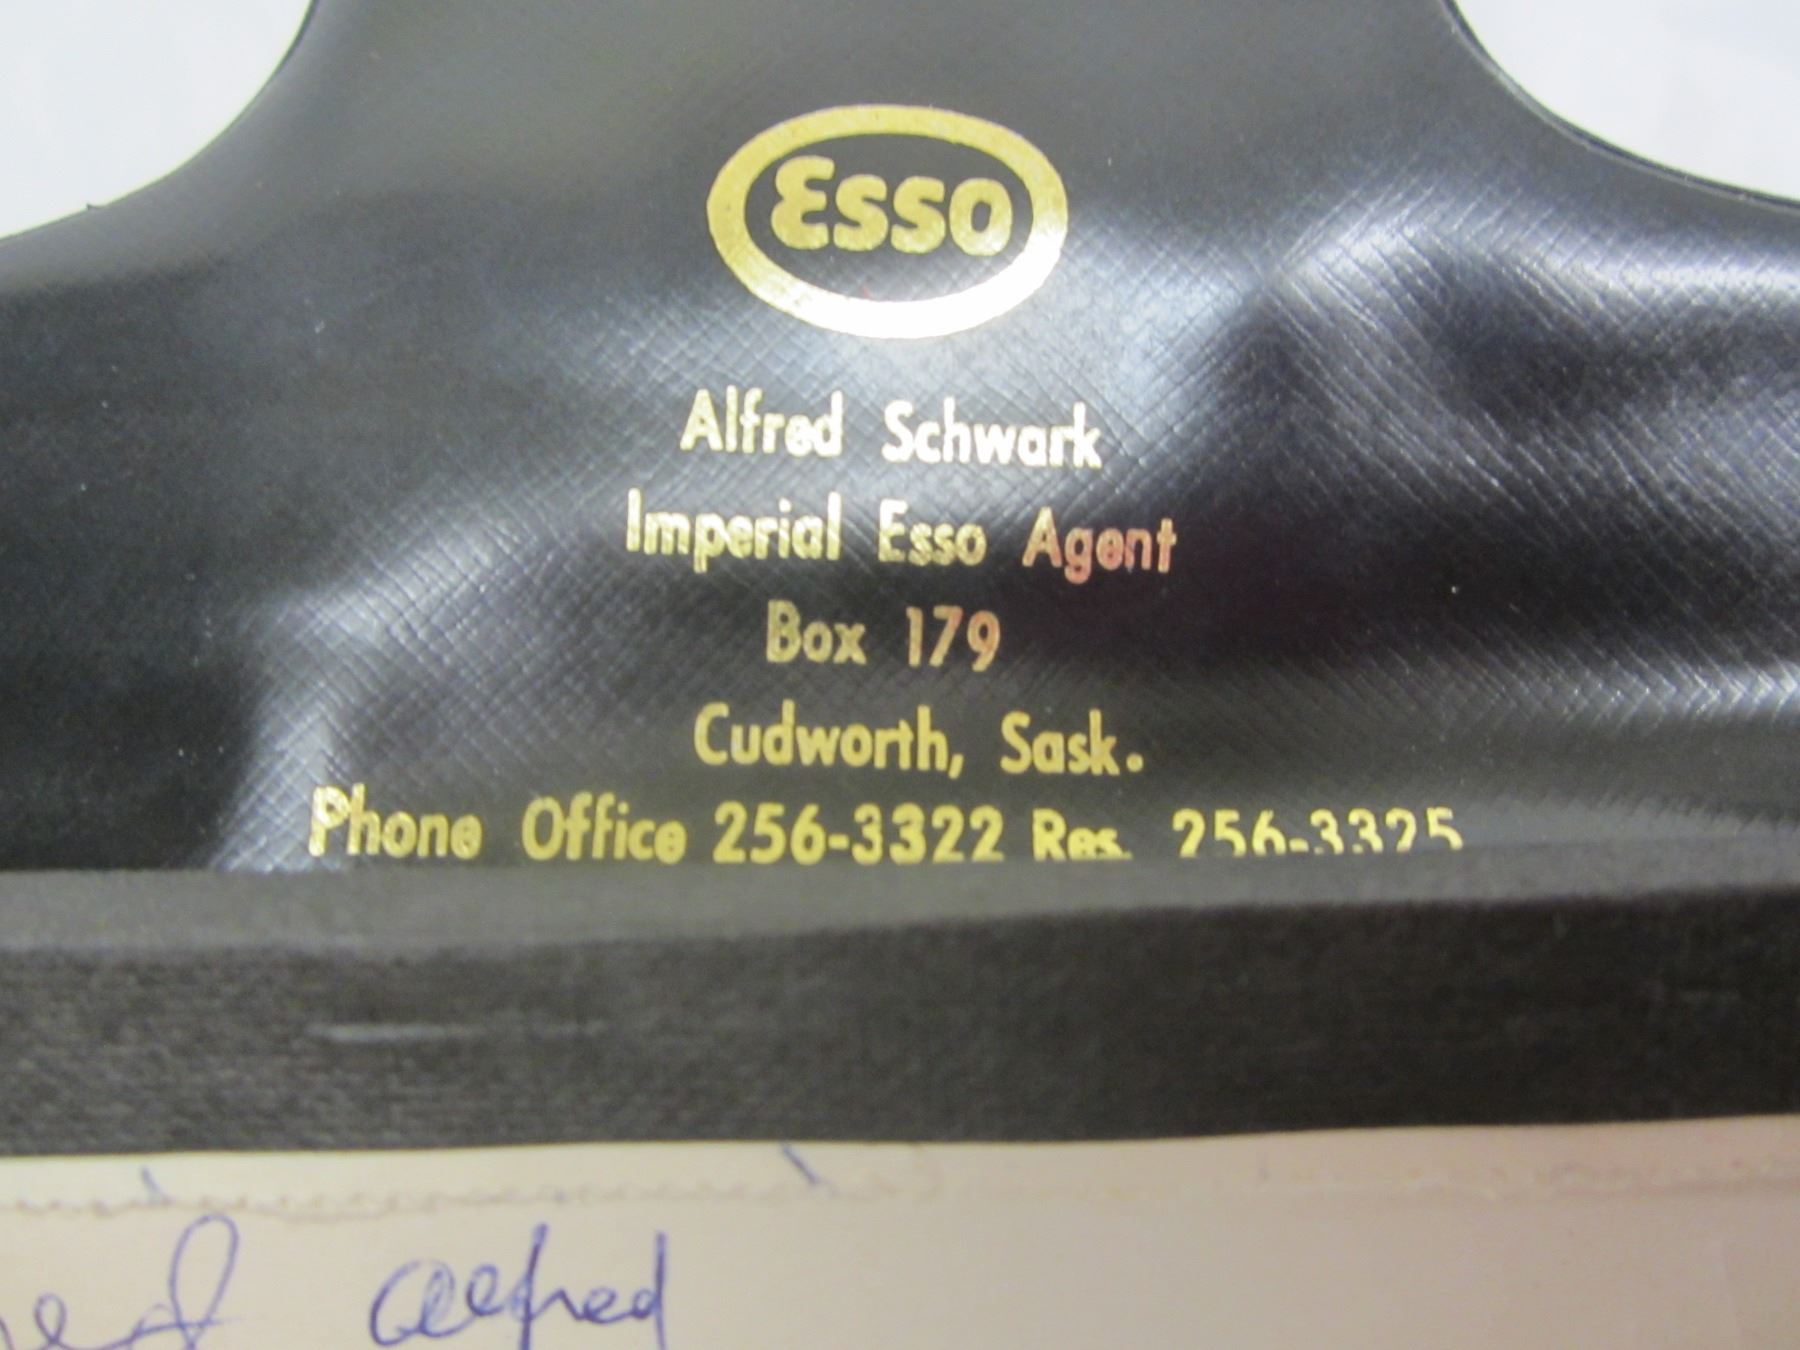 Esso
Alfred Schwark
Imperial Esso Agent
Box 179
Cudworth, Sask.
Phone Office 256-3322 Res. 256-3325
alfred